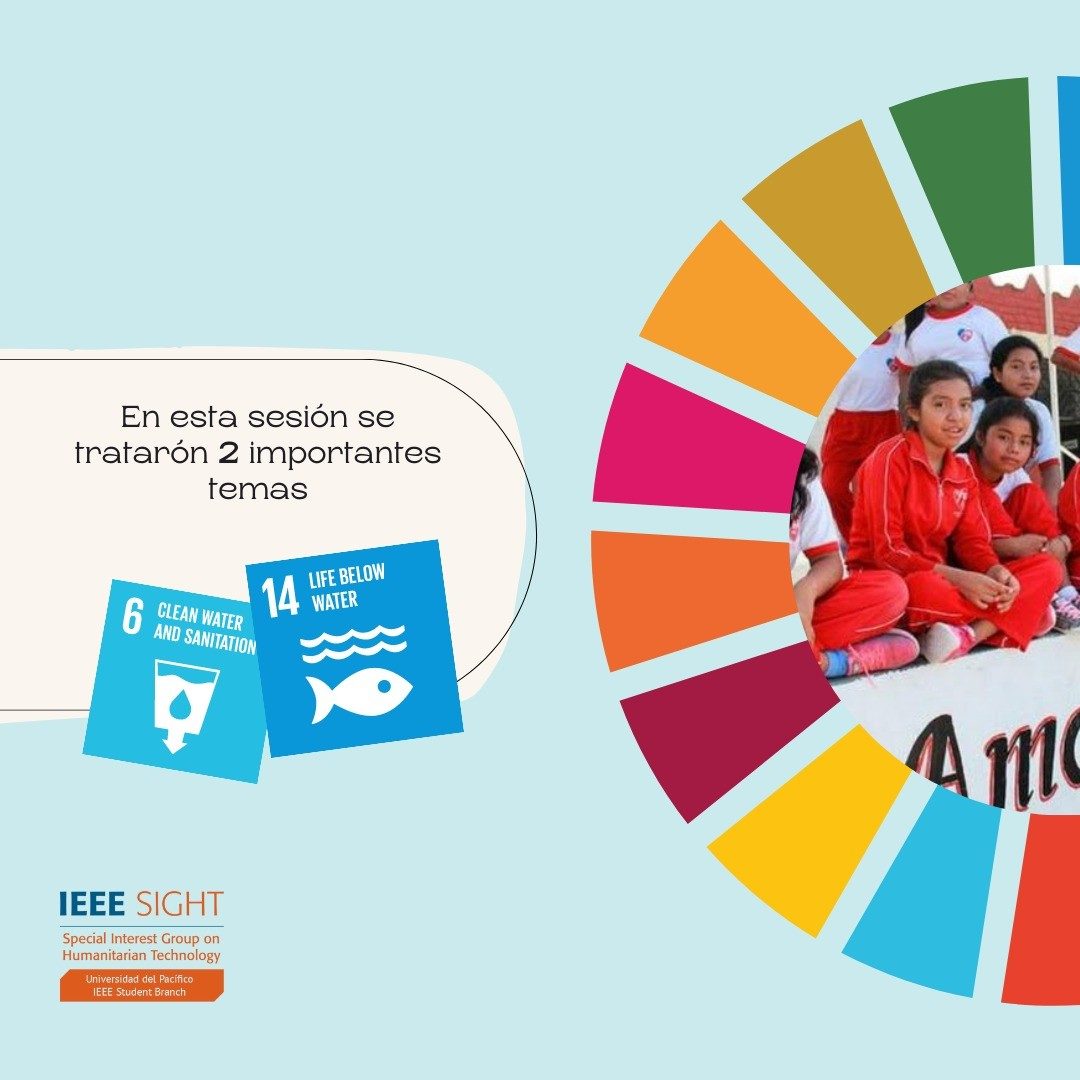 En esta sesión se
tratarón 2 importantes
temas
6 CLEAN WATER
AND SANITATION
14 LIFE BELOW
WATER
Amo
IEEE SIGHT
Special Interest Group on
Humanitarian Technology
Universidad del Pacífico
IEEE Student Branch